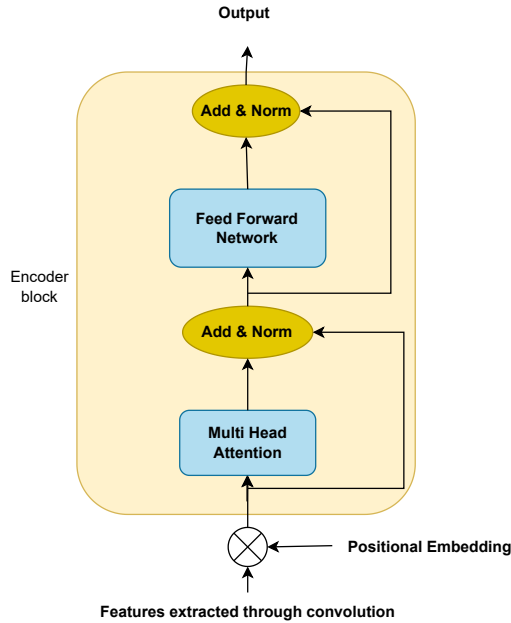 Output
Add & Norm
Feed Forward
Network
Encoder
block
Add & Norm
Multi Head
Attention
Positional Embedding
Features extracted through convolution